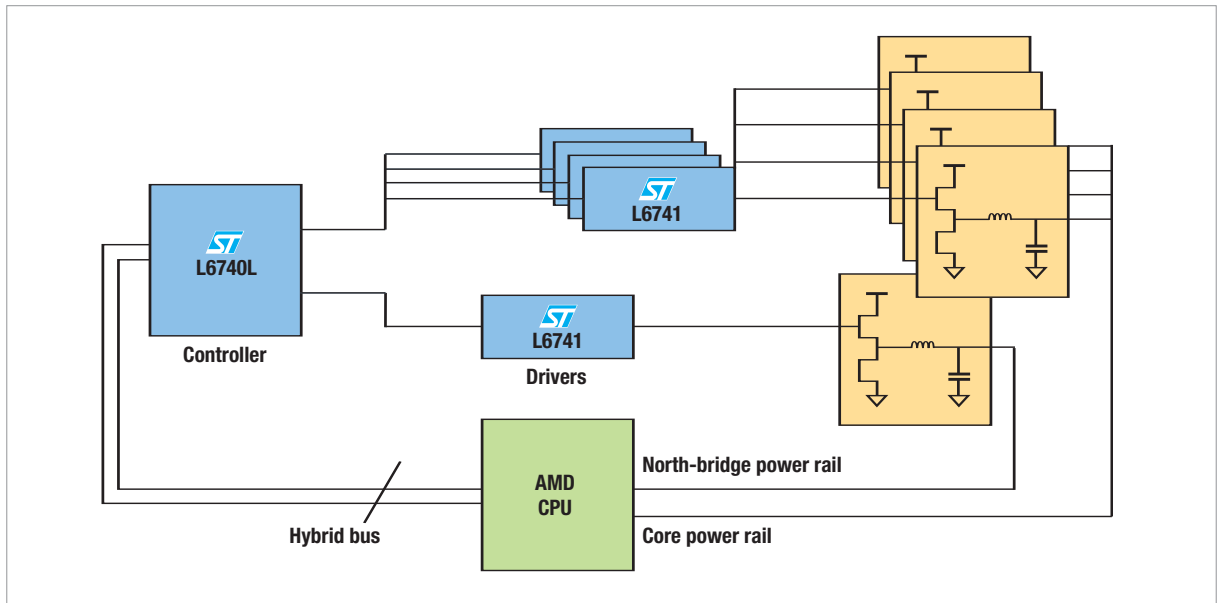 ST
L6741
ST
L6740L
Controller
ST
L6741
Drivers
AMD
CPU
North-bridge power rail
Core power rail
Hybrid bus